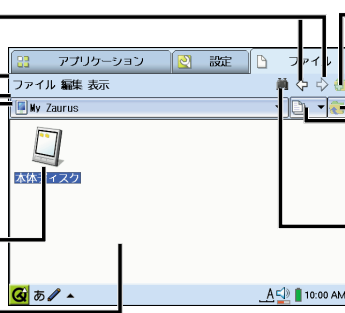 アプリケーション 設定 ファイル
ファイル 編集 表示
My Zaurus
本体ディスク
あ A 10:00 AM